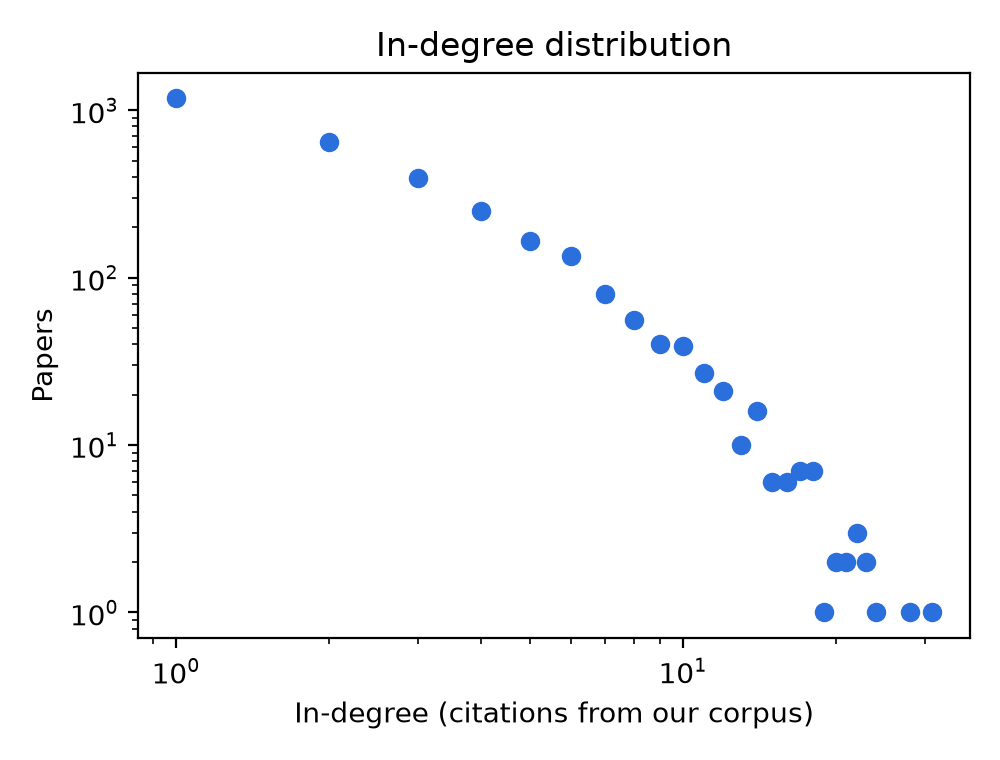 In-degree distribution
10³
10²
10¹
10⁰
Papers
10⁰ 10¹
In-degree (citations from our corpus)